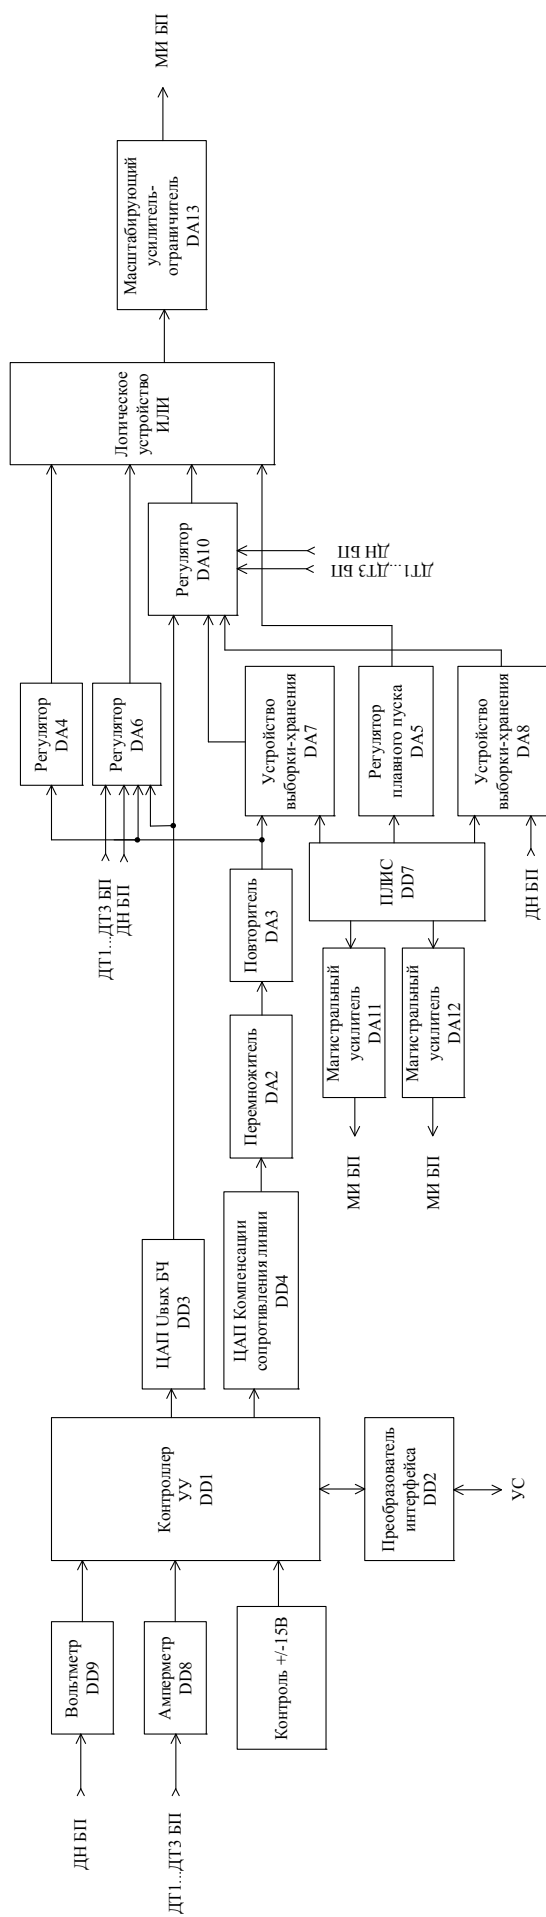 ДН БП
ДТ1...ДТ3 БП
Вольтметр
DD9
Амперметр
DD8
Контроль +/-15В
Контроллер
УУ
DD1
Преобразователь
интерфейса
DD2
УС
ЦАП Uвых БЧ
DD3
ЦАП Компенсации
сопротивления линии
DD4
Перемножитель
DA2
Повторитель
DA3
МИ БП
МИ БП
Магистральный
усилитель
DA11
Магистральный
усилитель
DA12
ПЛИС
DD7
ДН БП
ДТ1...ДТ3 БП
ДН БП
Регулятор
DA4
Регулятор
DA6
Устройство
выборки-хранения
DA7
Регулятор
плавного пуска
DA5
Устройство
выборки-хранения
DA8
Регулятор
DA10
ДН БП
ДТ1...ДТ3 БП
Логическое
устройство
ИЛИ
Масштабирующий
усилитель-
ограничитель
DA13
МИ БП